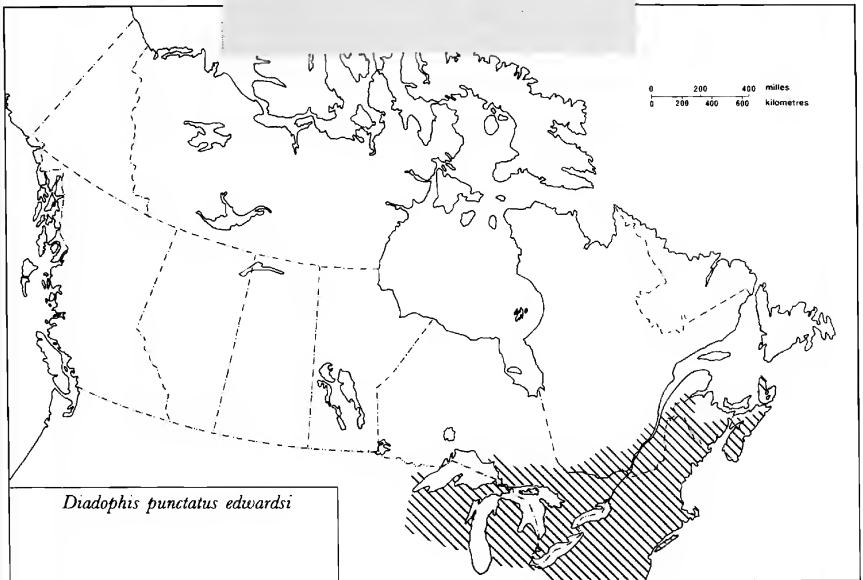 0 200 400 milles
0 200 400 600 kilometres
Diadophis punctatus edwardsi